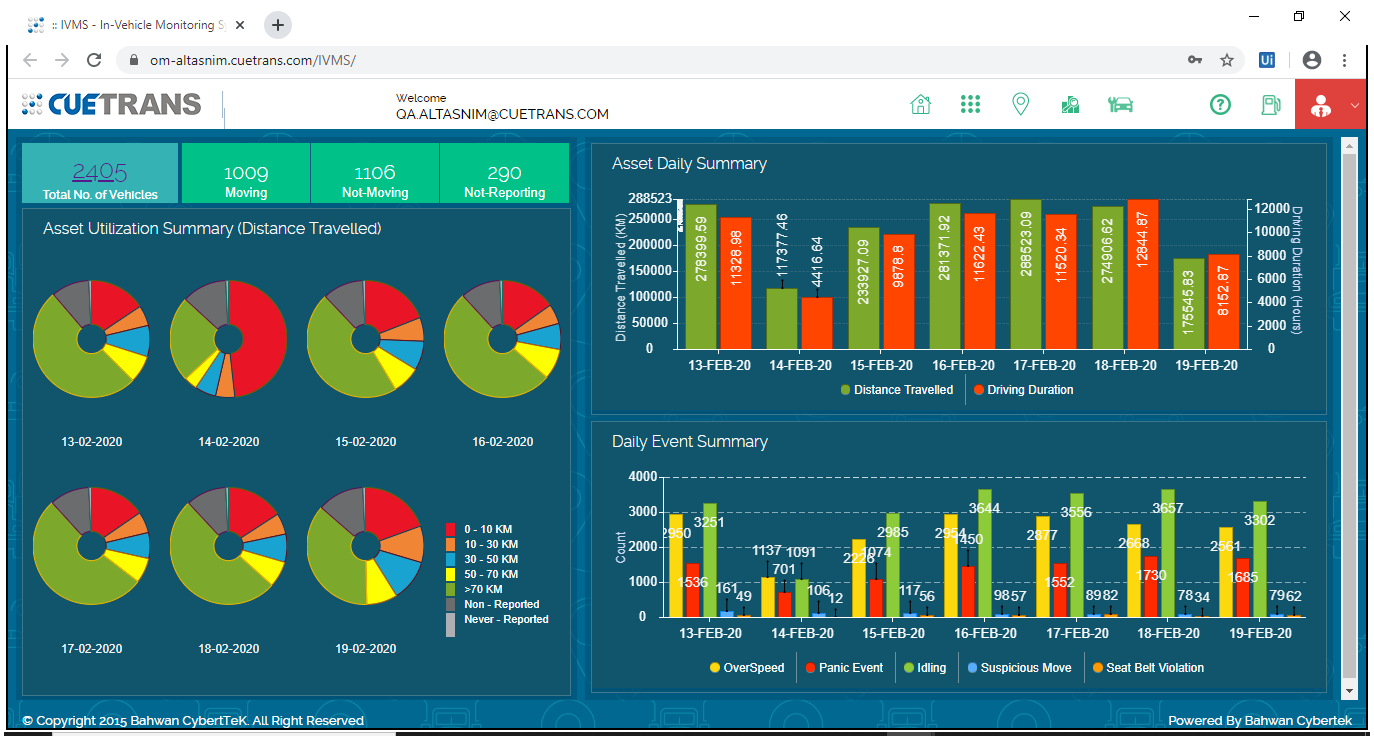 :: IVMS - In-Vehicle Monitoring Sy
om-altasnim.cuetrans.com/IVMS/
Ui
CUETRANS
Welcome
QA.ALTASNIM@CUETRANS.COM
2405
Total No. of Vehicles
1009
Moving
1106
Not-Moving
290
Not-Reporting
Asset Utilization Summary (Distance Travelled)
13-02-2020
14-02-2020
15-02-2020
16-02-2020
17-02-2020
18-02-2020
19-02-2020
0 - 10 KM
10 - 30 KM
30 - 50 KM
50 - 70 KM
>70 KM
Non - Reported
Never - Reported
Asset Daily Summary
Distance Travelled (KM)
288523
250000
200000
150000
100000
50000
0
278399.59
11328.98
117377.46
4416.64
233927.09
9878.8
281371.92
11622.43
288523.09
11520.34
274906.62
12844.87
175545.83
8152.87
12000
10000
8000
6000
4000
2000
0
Driving Duration (Hours)
13-FEB-20
14-FEB-20
15-FEB-20
16-FEB-20
17-FEB-20
18-FEB-20
19-FEB-20
Distance Travelled
Driving Duration
Daily Event Summary
Count
4000
3000
2000
1000
0
2950
1536
3251
161
49
1137
701
1091
106
12
2226
1074
2985
117
56
2954
1450
3644
98
57
2877
1552
3556
89
82
2668
1730
3657
78
34
2561
1685
3302
79
62
13-FEB-20
14-FEB-20
15-FEB-20
16-FEB-20
17-FEB-20
18-FEB-20
19-FEB-20
OverSpeed
Panic Event
Idling
Suspicious Move
Seat Belt Violation
© Copyright 2015 Bahwan CybertTeK. All Right Reserved
Powered By Bahwan Cybertek